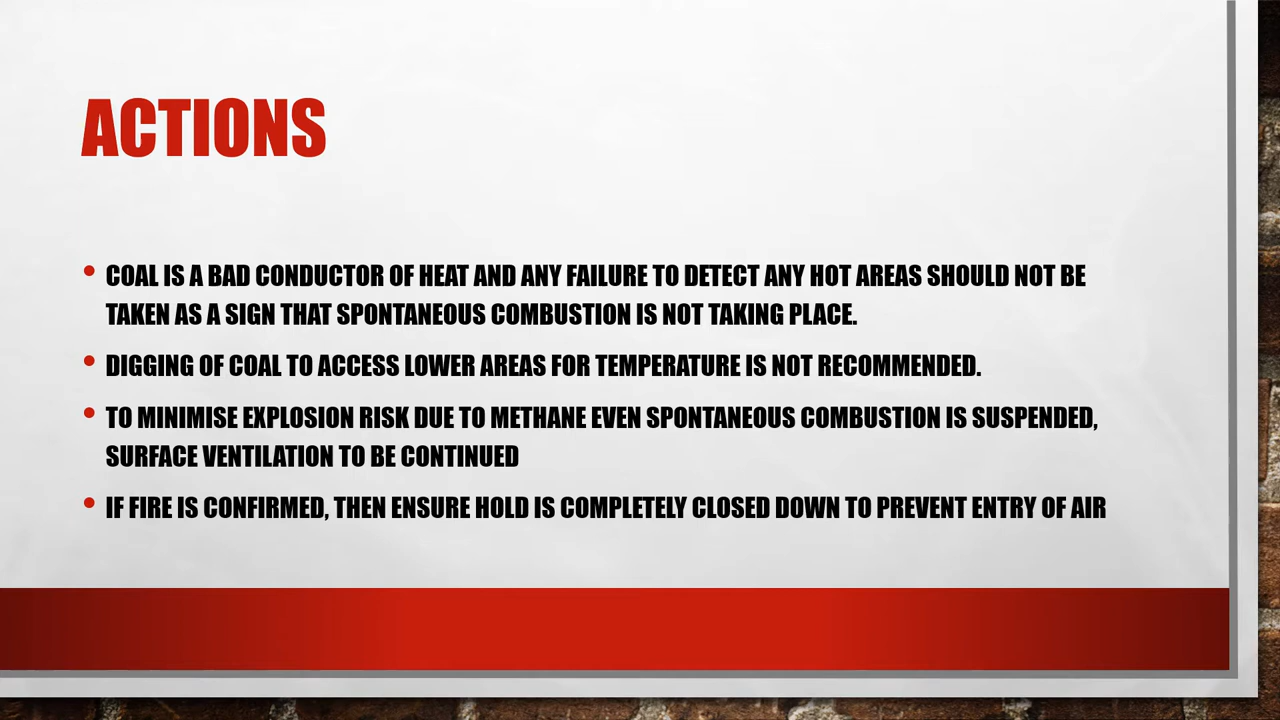 ACTIONS
• COAL IS A BAD CONDUCTOR OF HEAT AND ANY FAILURE TO DETECT ANY HOT AREAS SHOULD NOT BE
TAKEN AS A SIGN THAT SPONTANEOUS COMBUSTION IS NOT TAKING PLACE.
• DIGGING OF COAL TO ACCESS LOWER AREAS FOR TEMPERATURE IS NOT RECOMMENDED.
• TO MINIMISE EXPLOSION RISK DUE TO METHANE EVEN SPONTANEOUS COMBUSTION IS SUSPENDED,
SURFACE VENTILATION TO BE CONTINUED
• IF FIRE IS CONFIRMED, THEN ENSURE HOLD IS COMPLETELY CLOSED DOWN TO PREVENT ENTRY OF AIR